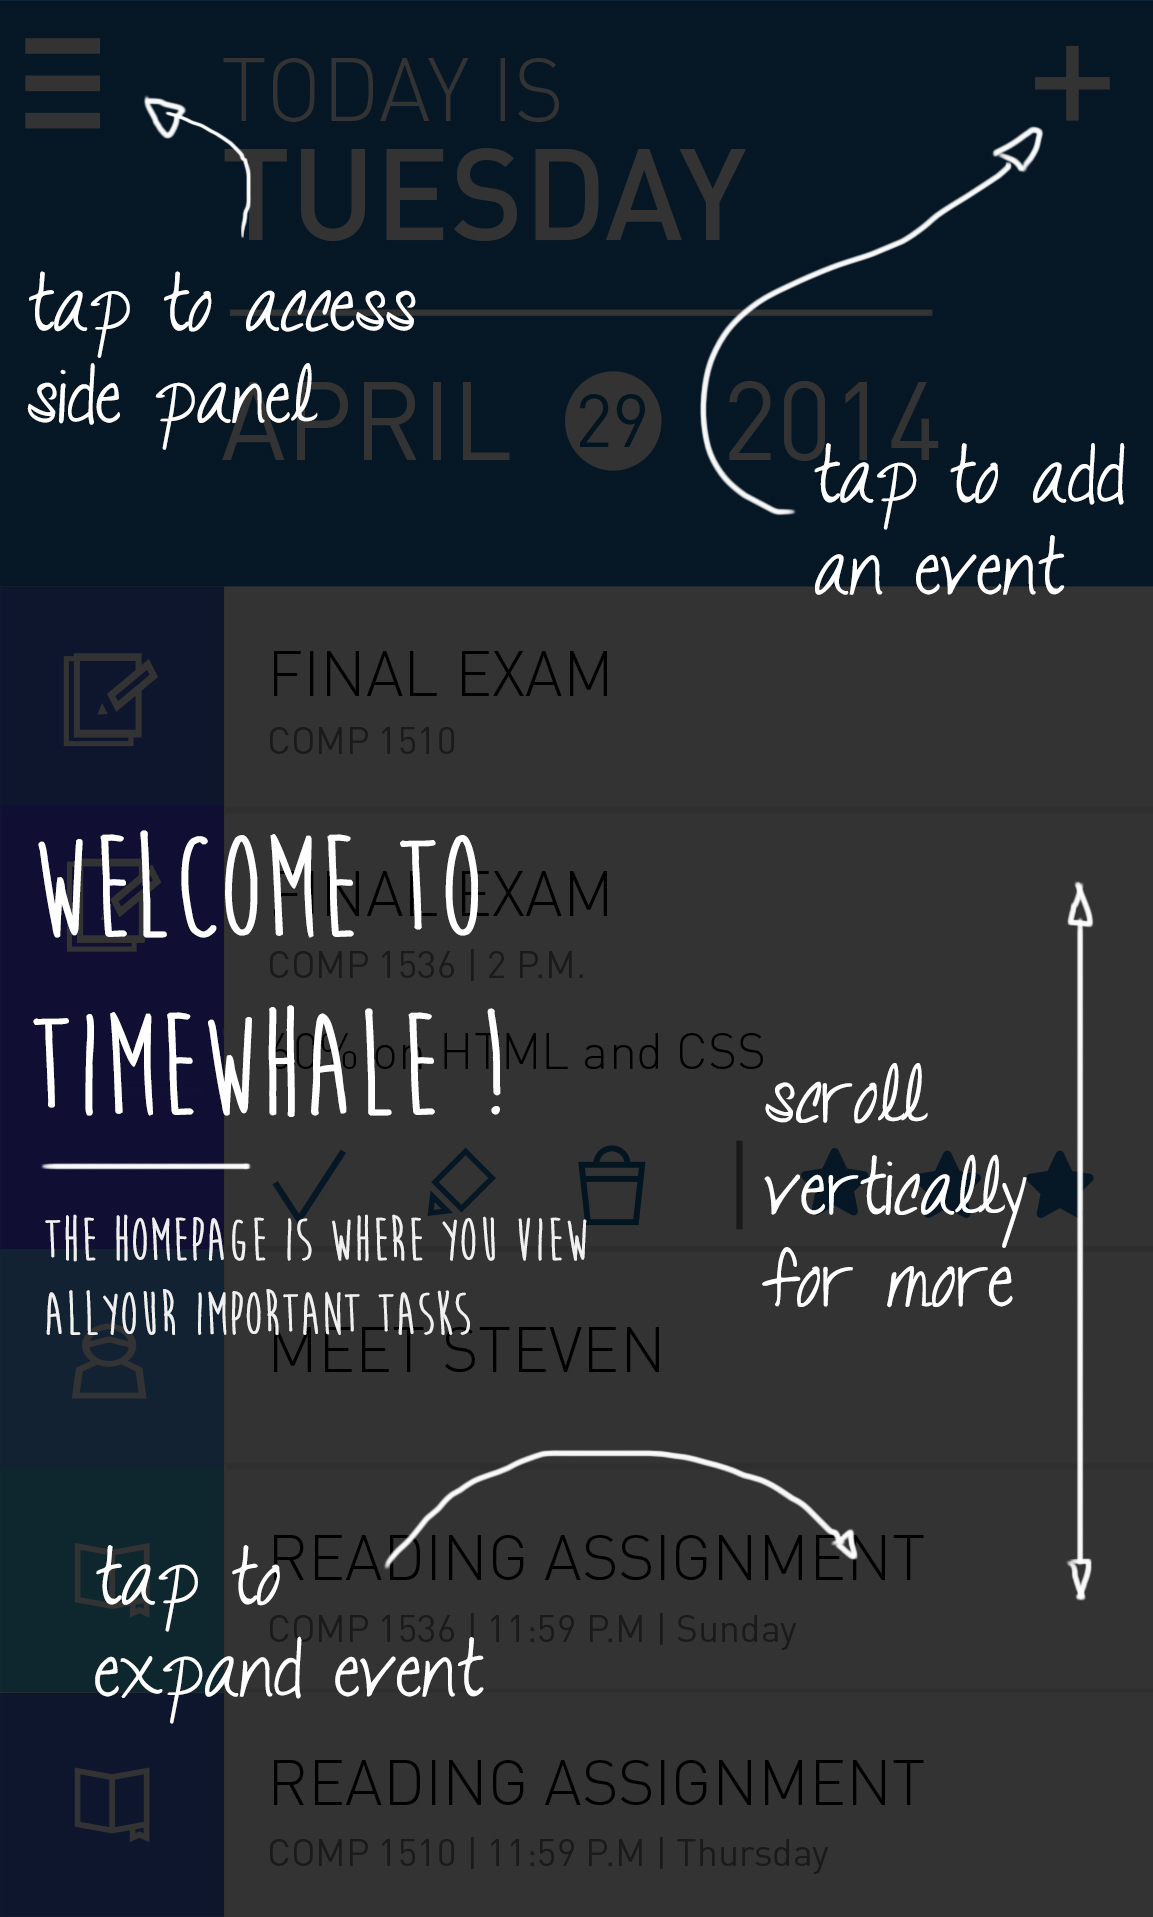 TODAY IS
TUESDAY
tap to access
side panel
APRIL 29 2014
tap to add
an event
FINAL EXAM
COMP 1510
WELCOME TO
FINAL EXAM
COMP 1536 | 2 P.M.
TIMEWHALE !
60% on HTML and CSS
scroll
vertically
for more
THE HOMEPAGE IS WHERE YOU VIEW
ALLYOUR IMPORTANT TASKS
MEET STEVEN
READING ASSIGNMENT
COMP 1536 | 11:59 P.M | Sunday
tap to
expand event
READING ASSIGNMENT
COMP 1510 | 11:59 P.M | Thursday